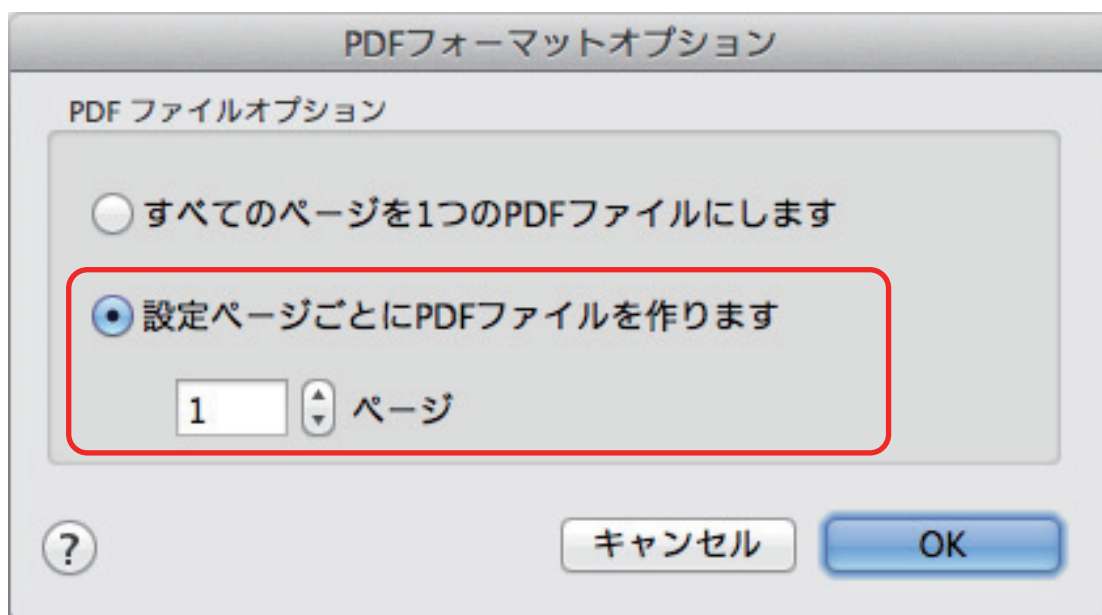 PDFフォーマットオプション
PDF ファイルオプション
すべてのページを1つのPDFファイルにします
設定ページごとにPDFファイルを作ります
1 ページ
? キャンセル OK